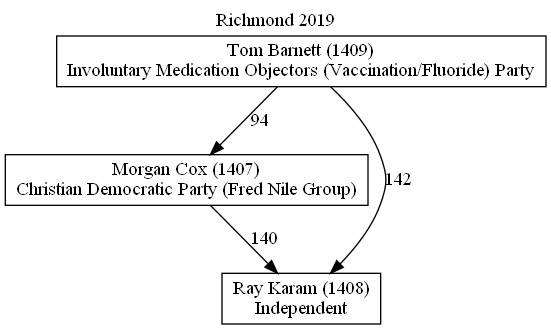 Richmond 2019
Tom Barnett (1409)
Involuntary Medication Objectors (Vaccination/Fluoride) Party
94
Morgan Cox (1407)
Christian Democratic Party (Fred Nile Group)
142
140
Ray Karam (1408)
Independent